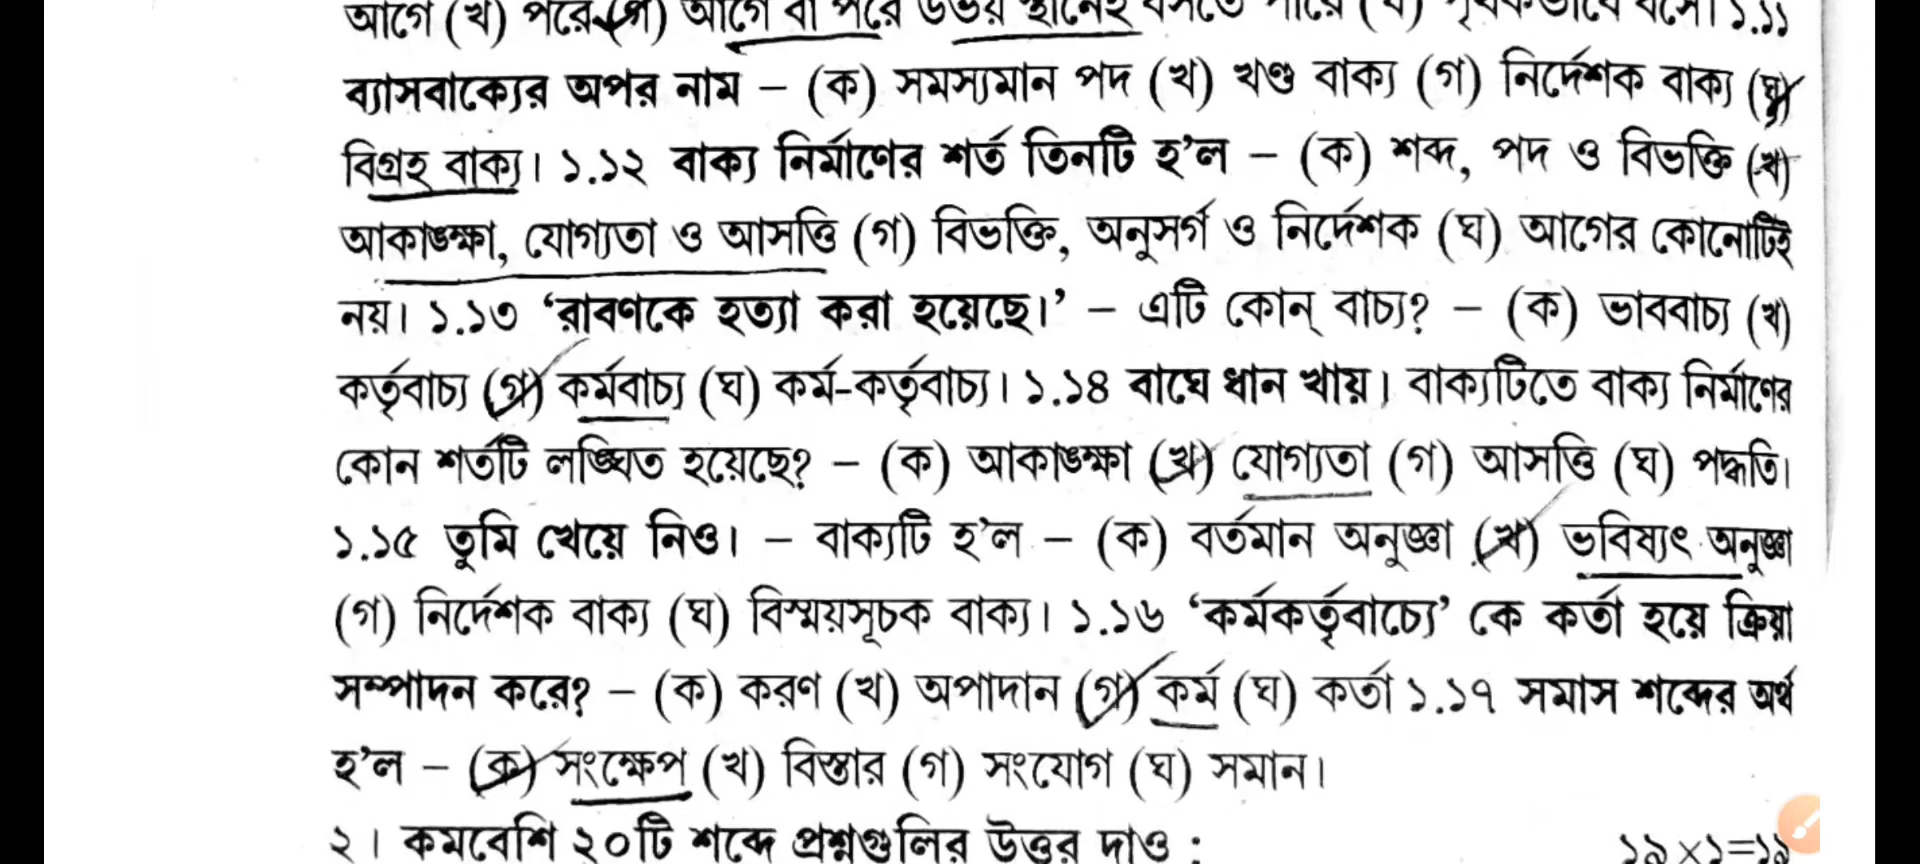 আগে (খ) পরে (গ) আগে বা পরে উভয় স্থানেই বসতে পারে (ঘ) পৃথকভাবে বসে। ১.১১
ব্যাসবাক্যের অপর নাম – (ক) সমস্যমান পদ (খ) খণ্ড বাক্য (গ) নির্দেশক বাক্য (ঘ)
বিগ্রহ বাক্য। ১.১২ বাক্য নির্মাণের শর্ত তিনটি হ’ল – (ক) শব্দ, পদ ও বিভক্তি (খ)
আকাঙ্ক্ষা, যোগ্যতা ও আসত্তি (গ) বিভক্তি, অনুসর্গ ও নির্দেশক (ঘ) আগের কোনোটিই
নয়। ১.১৩ ‘রাবণকে হত্যা করা হয়েছে।’ – এটি কোন্ বাচ্য? – (ক) ভাববাচ্য (খ)
কর্তৃবাচ্য (গ) কর্মবাচ্য (ঘ) কর্ম-কর্তৃবাচ্য। ১.১৪ বাঘে ধান খায়। বাক্যটিতে বাক্য নির্মাণের
কোন শর্তটি লঙ্ঘিত হয়েছে? – (ক) আকাঙ্ক্ষা (খ) যোগ্যতা (গ) আসত্তি (ঘ) পদ্ধতি।
১.১৫ তুমি খেয়ে নিও। – বাক্যটি হ’ল – (ক) বর্তমান অনুজ্ঞা (খ) ভবিষ্যৎ অনুজ্ঞা
(গ) নির্দেশক বাক্য (ঘ) বিস্ময়সূচক বাক্য। ১.১৬ ‘কর্মকর্তৃবাচ্যে’ কে কর্তা হয়ে ক্রিয়া
সম্পাদন করে? – (ক) করণ (খ) অপাদান (গ) কর্ম (ঘ) কর্তা ১.১৭ সমাস শব্দের অর্থ
হ’ল – (ক) সংক্ষেপ (খ) বিস্তার (গ) সংযোগ (ঘ) সমান।
২। কমবেশি ২০টি শব্দে প্রশ্নগুলির উত্তর দাও : ১৯×১=১৯